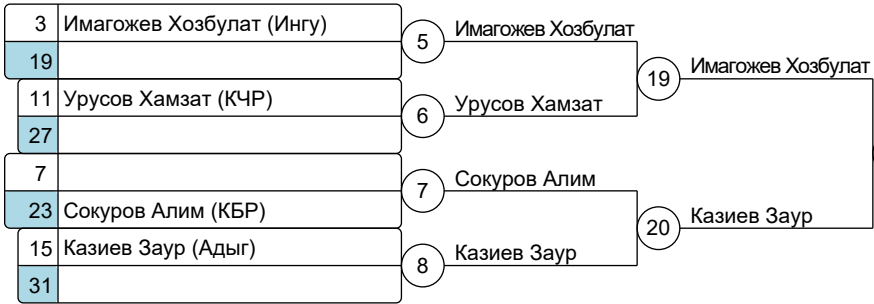 3 Имагожев Хозбулат (Ингу)
19
11 Урусов Хамзат (КЧР)
27
7
23 Сокуров Алим (КБР)
15 Казиев Заур (Адыг)
31
5 Имагожев Хозбулат
6 Урусов Хамзат
7 Сокуров Алим
8 Казиев Заур
19 Имагожев Хозбулат
20 Казиев Заур